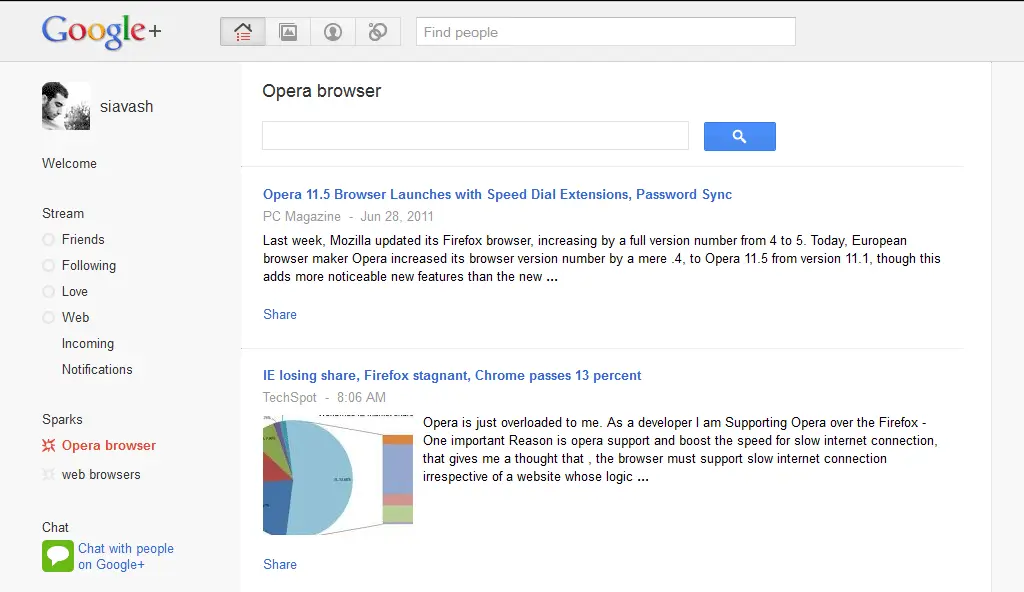 Google+
Find people
siavash
Welcome
Stream
Friends
Following
Love
Web
Incoming
Notifications
Sparks
Opera browser
web browsers
Chat
Chat with people
on Google+
Opera browser
Opera 11.5 Browser Launches with Speed Dial Extensions, Password Sync
PC Magazine - Jun 28, 2011
Last week, Mozilla updated its Firefox browser, increasing by a full version number from 4 to 5. Today, European
browser maker Opera increased its browser version number by a mere .4, to Opera 11.5 from version 11.1, though this
adds more noticeable new features than the new ...
Share
IE losing share, Firefox stagnant, Chrome passes 13 percent
TechSpot - 8:06 AM
Opera is just overloaded to me. As a developer I am Supporting Opera over the Firefox -
One important Reason is opera support and boost the speed for slow internet connection,
that gives me a thought that , the browser must support slow internet connection
irrespective of a website whose logic ...
Share